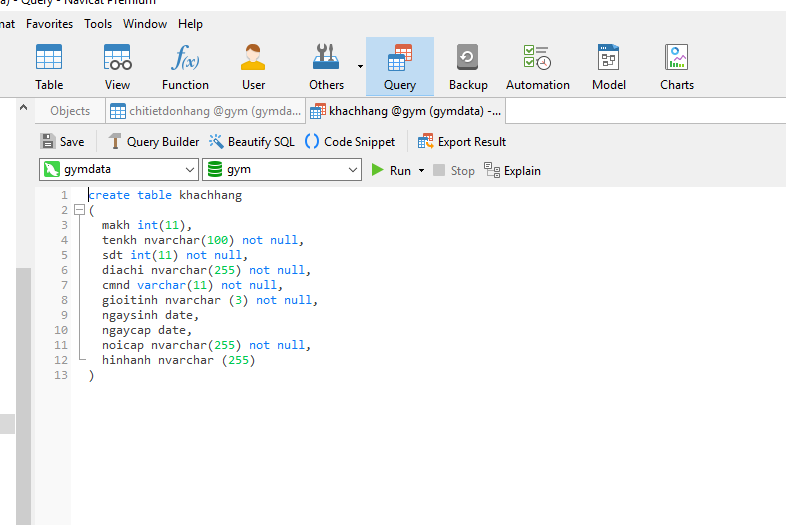 a) - Query - Navicat Premium
nat Favorites Tools Window Help
Table View f(x) Function User Others Query Backup Automation Model Charts
Objects chitietdonhang @gym (gymda... khachhang @gym (gymdata) -...
Save Query Builder Beautify SQL () Code Snippet Export Result
gymdata gym Run Stop Explain
1 create table khachhang
2 (
3 makh int(11),
4 tenkh nvarchar(100) not null,
5 sdt int(11) not null,
6 diachi nvarchar(255) not null,
7 cmnd varchar(11) not null,
8 gioitinh nvarchar (3) not null,
9 ngaysinh date,
10 ngaycap date,
11 noicap nvarchar(255) not null,
12 hinhanh nvarchar (255)
13 )